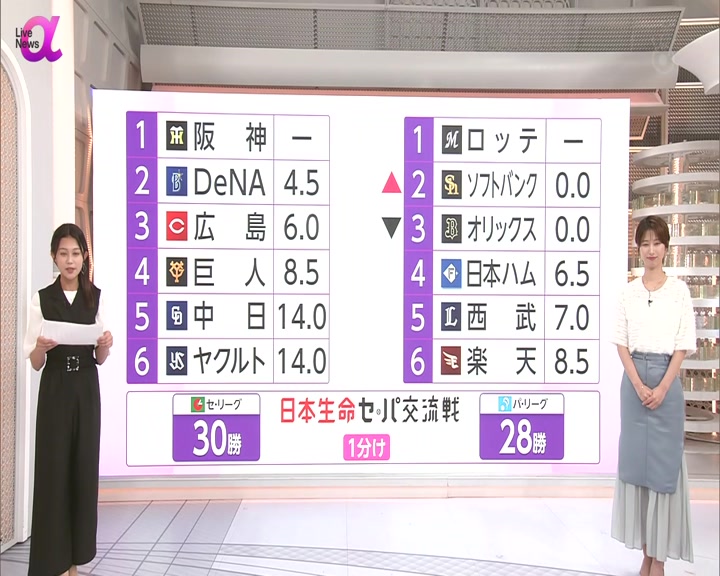 Live
News
α
1 阪神 ー
2 DeNA 4.5
3 広島 6.0
4 巨人 8.5
5 中日 14.0
6 ヤクルト 14.0
1 ロッテ ー
▲ 2 ソフトバンク 0.0
▼ 3 オリックス 0.0
4 日本ハム 6.5
5 西武 7.0
6 楽天 8.5
セ・リーグ
30勝
日本生命セ・パ交流戦
1分け
パ・リーグ
28勝